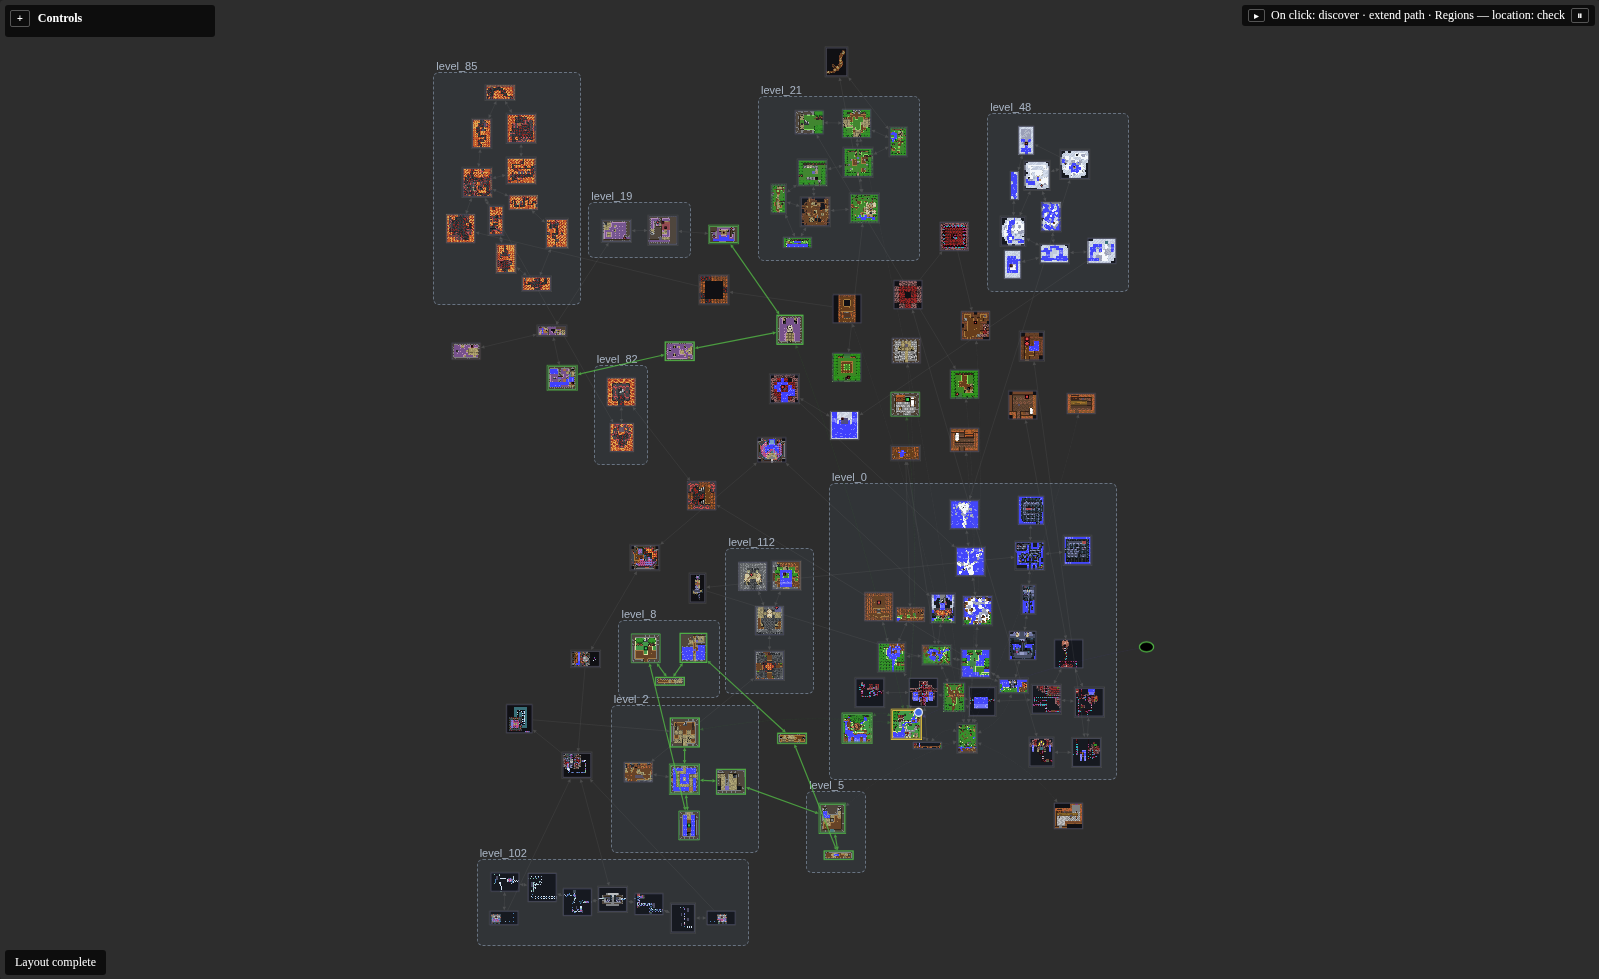 + Controls
▶ On click: discover · extend path · Regions — location: check ⏸
level_85
level_21
level_48
level_19
level_82
level_0
level_112
level_8
level_2
level_5
level_102
Layout complete